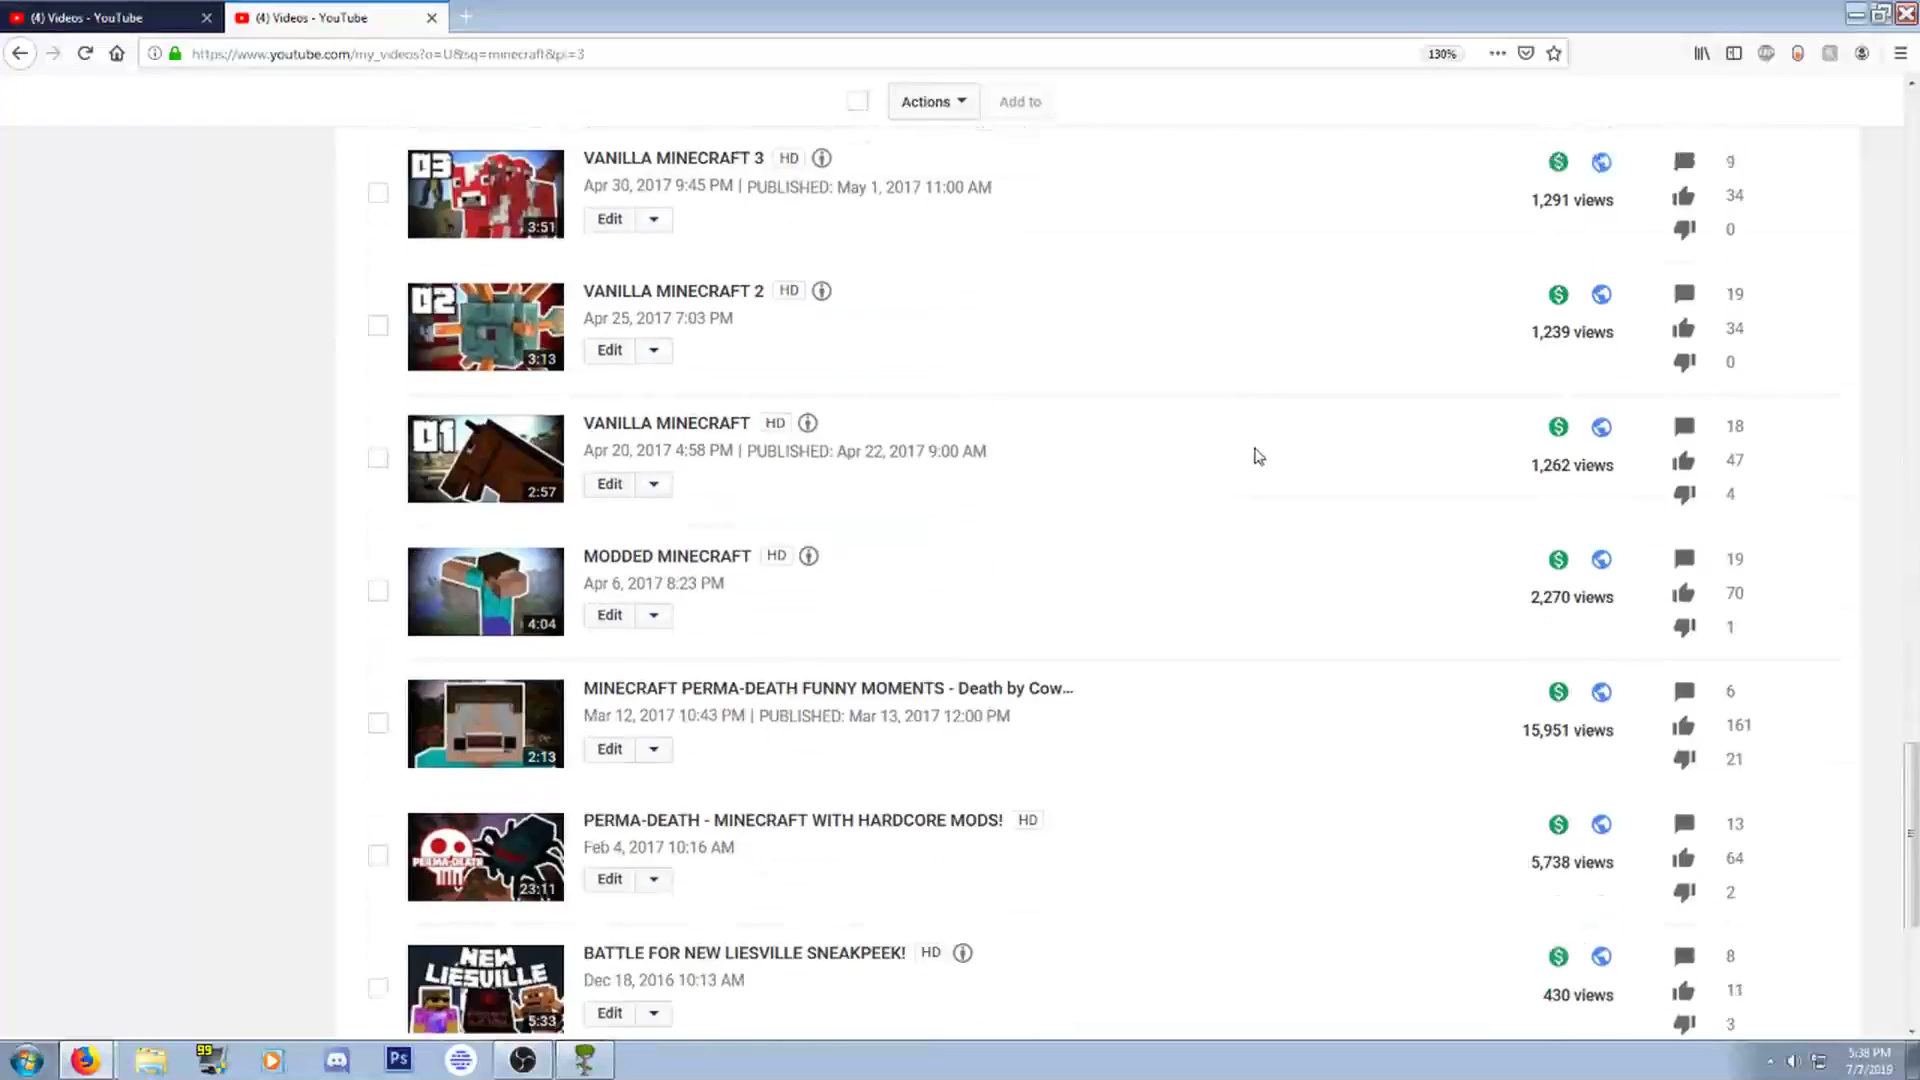 (4) Videos - YouTube
(4) Videos - YouTube
https://www.youtube.com/my_videos?o=U&sq=minecraft&pi=3
130%
Actions
Add to
03
3:51
VANILLA MINECRAFT 3 HD
Apr 30, 2017 9:45 PM | PUBLISHED: May 1, 2017 11:00 AM
Edit
1,291 views
9
34
0
02
3:13
VANILLA MINECRAFT 2 HD
Apr 25, 2017 7:03 PM
Edit
1,239 views
19
34
0
01
2:57
VANILLA MINECRAFT HD
Apr 20, 2017 4:58 PM | PUBLISHED: Apr 22, 2017 9:00 AM
Edit
1,262 views
18
47
4
4:04
MODDED MINECRAFT HD
Apr 6, 2017 8:23 PM
Edit
2,270 views
19
70
1
2:13
MINECRAFT PERMA-DEATH FUNNY MOMENTS - Death by Cow...
Mar 12, 2017 10:43 PM | PUBLISHED: Mar 13, 2017 12:00 PM
Edit
15,951 views
6
161
21
PERMA-DEATH
23:11
PERMA-DEATH - MINECRAFT WITH HARDCORE MODS! HD
Feb 4, 2017 10:16 AM
Edit
5,738 views
13
64
2
NEW
LIESVILLE
5:33
BATTLE FOR NEW LIESVILLE SNEAKPEEK! HD
Dec 18, 2016 10:13 AM
Edit
430 views
8
11
3
99
Ps
5:38 PM
7/7/2019